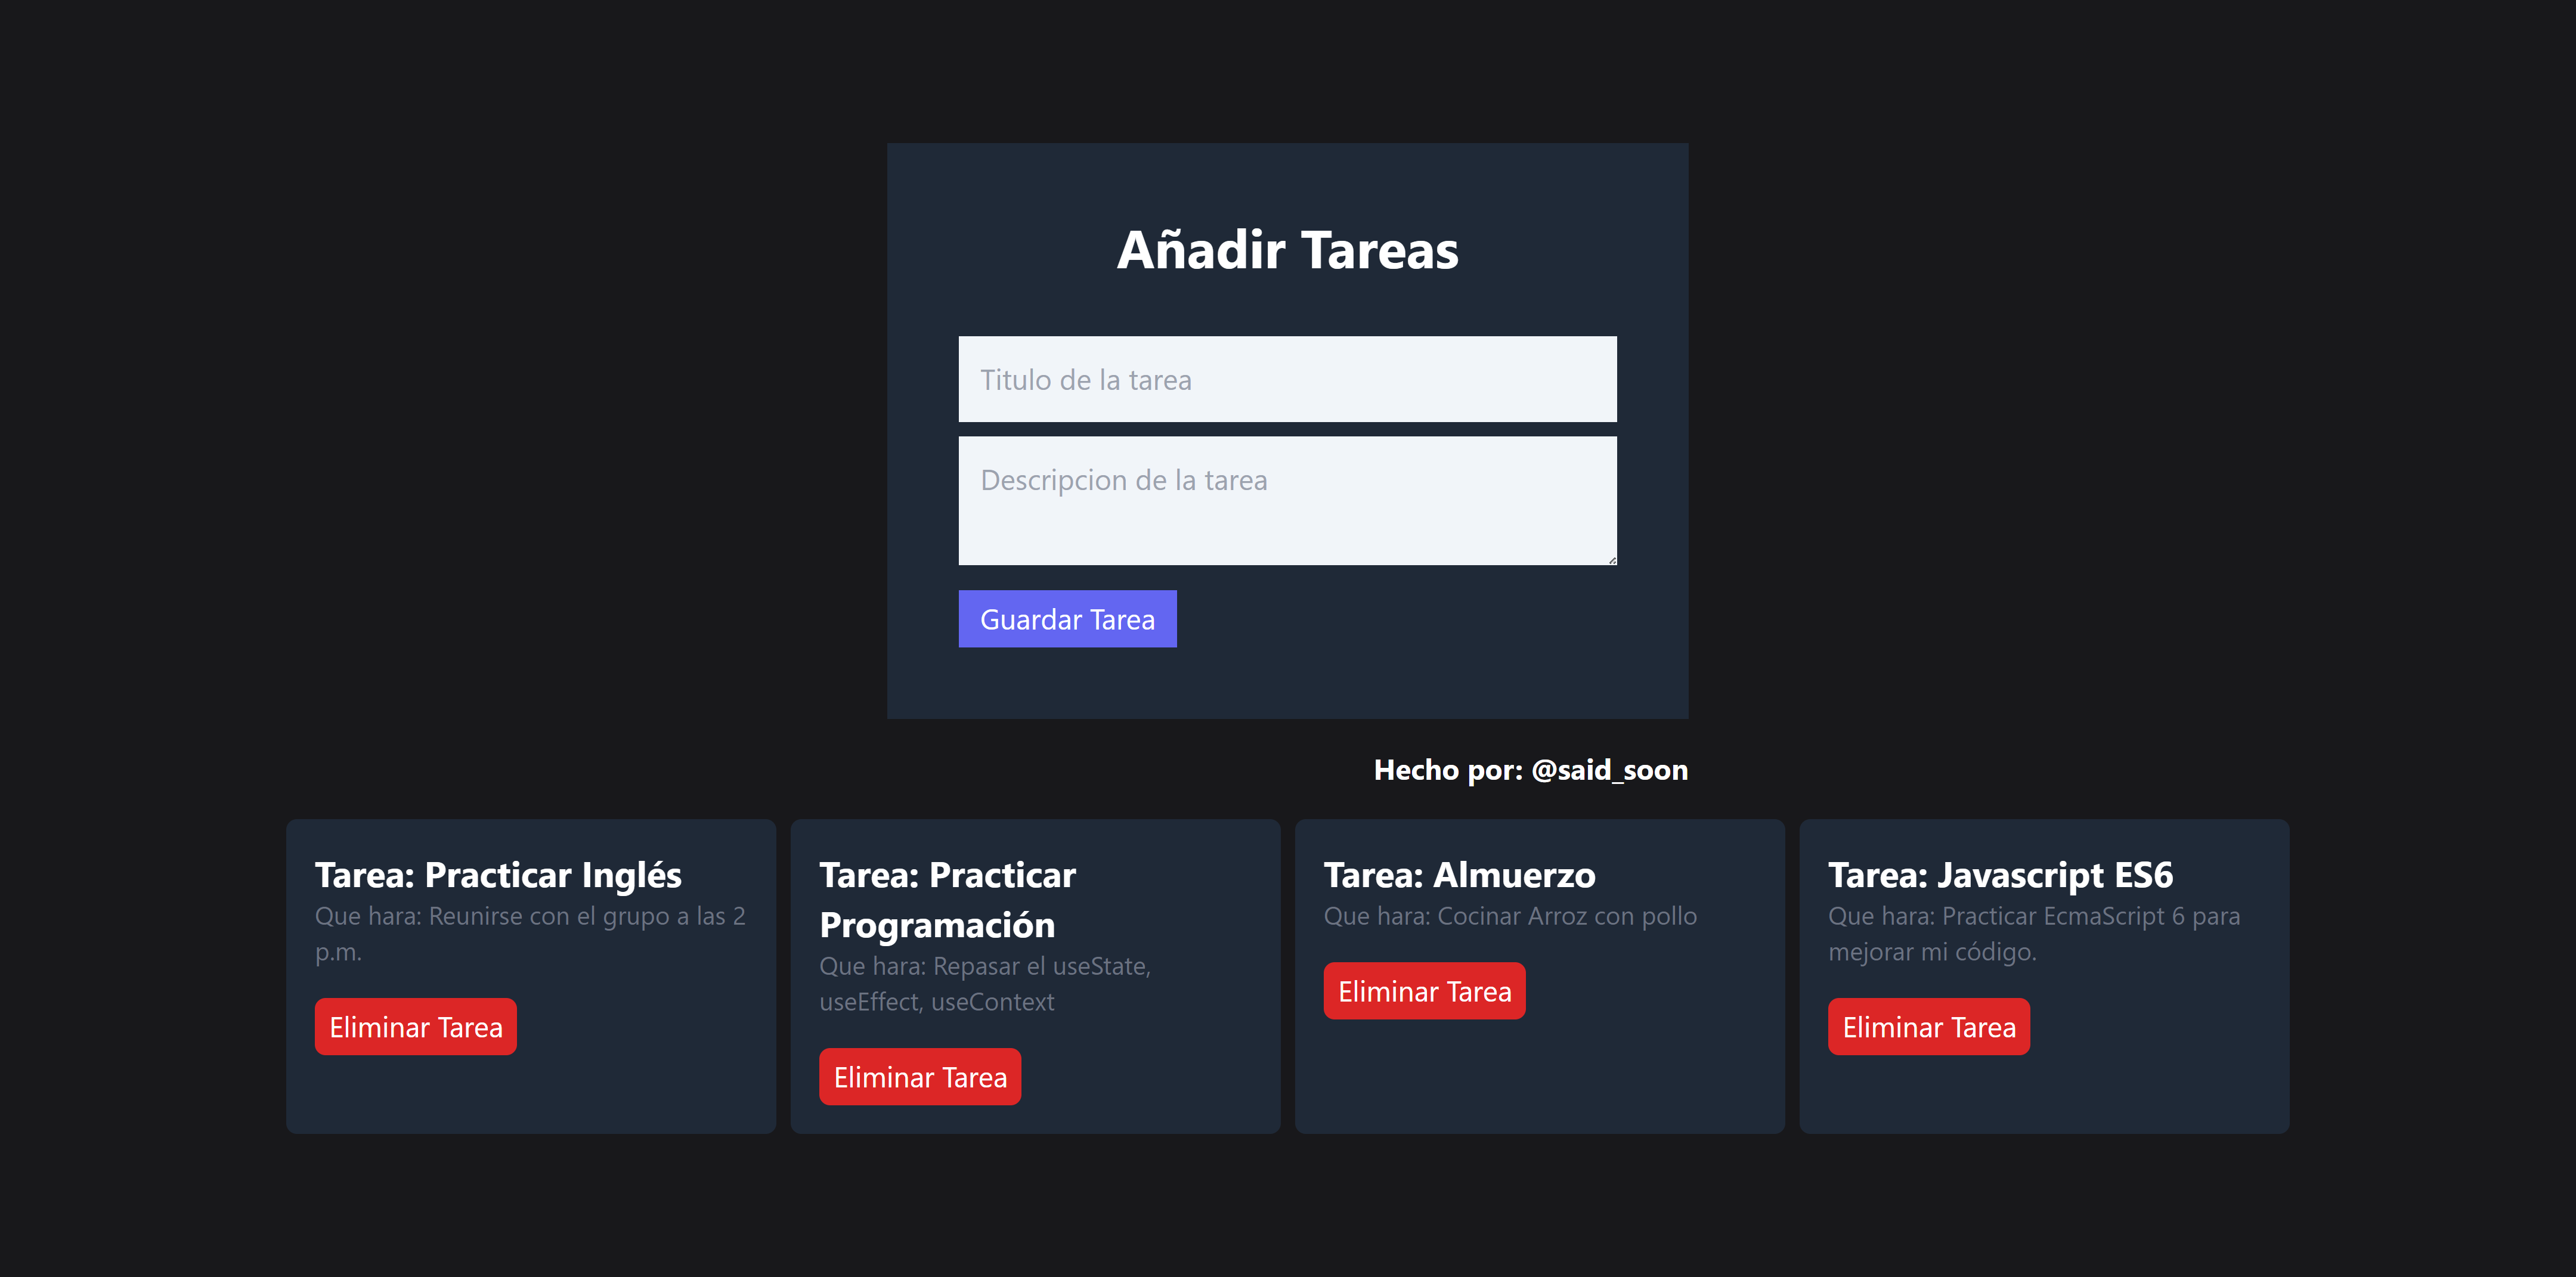 Añadir Tareas
Titulo de la tarea
Descripcion de la tarea
Guardar Tarea
Hecho por: @said_soon
Tarea: Practicar Inglés
Que hara: Reunirse con el grupo a las 2
p.m.
Eliminar Tarea
Tarea: Practicar
Programación
Que hara: Repasar el useState,
useEffect, useContext
Eliminar Tarea
Tarea: Almuerzo
Que hara: Cocinar Arroz con pollo
Eliminar Tarea
Tarea: Javascript ES6
Que hara: Practicar EcmaScript 6 para
mejorar mi código.
Eliminar Tarea